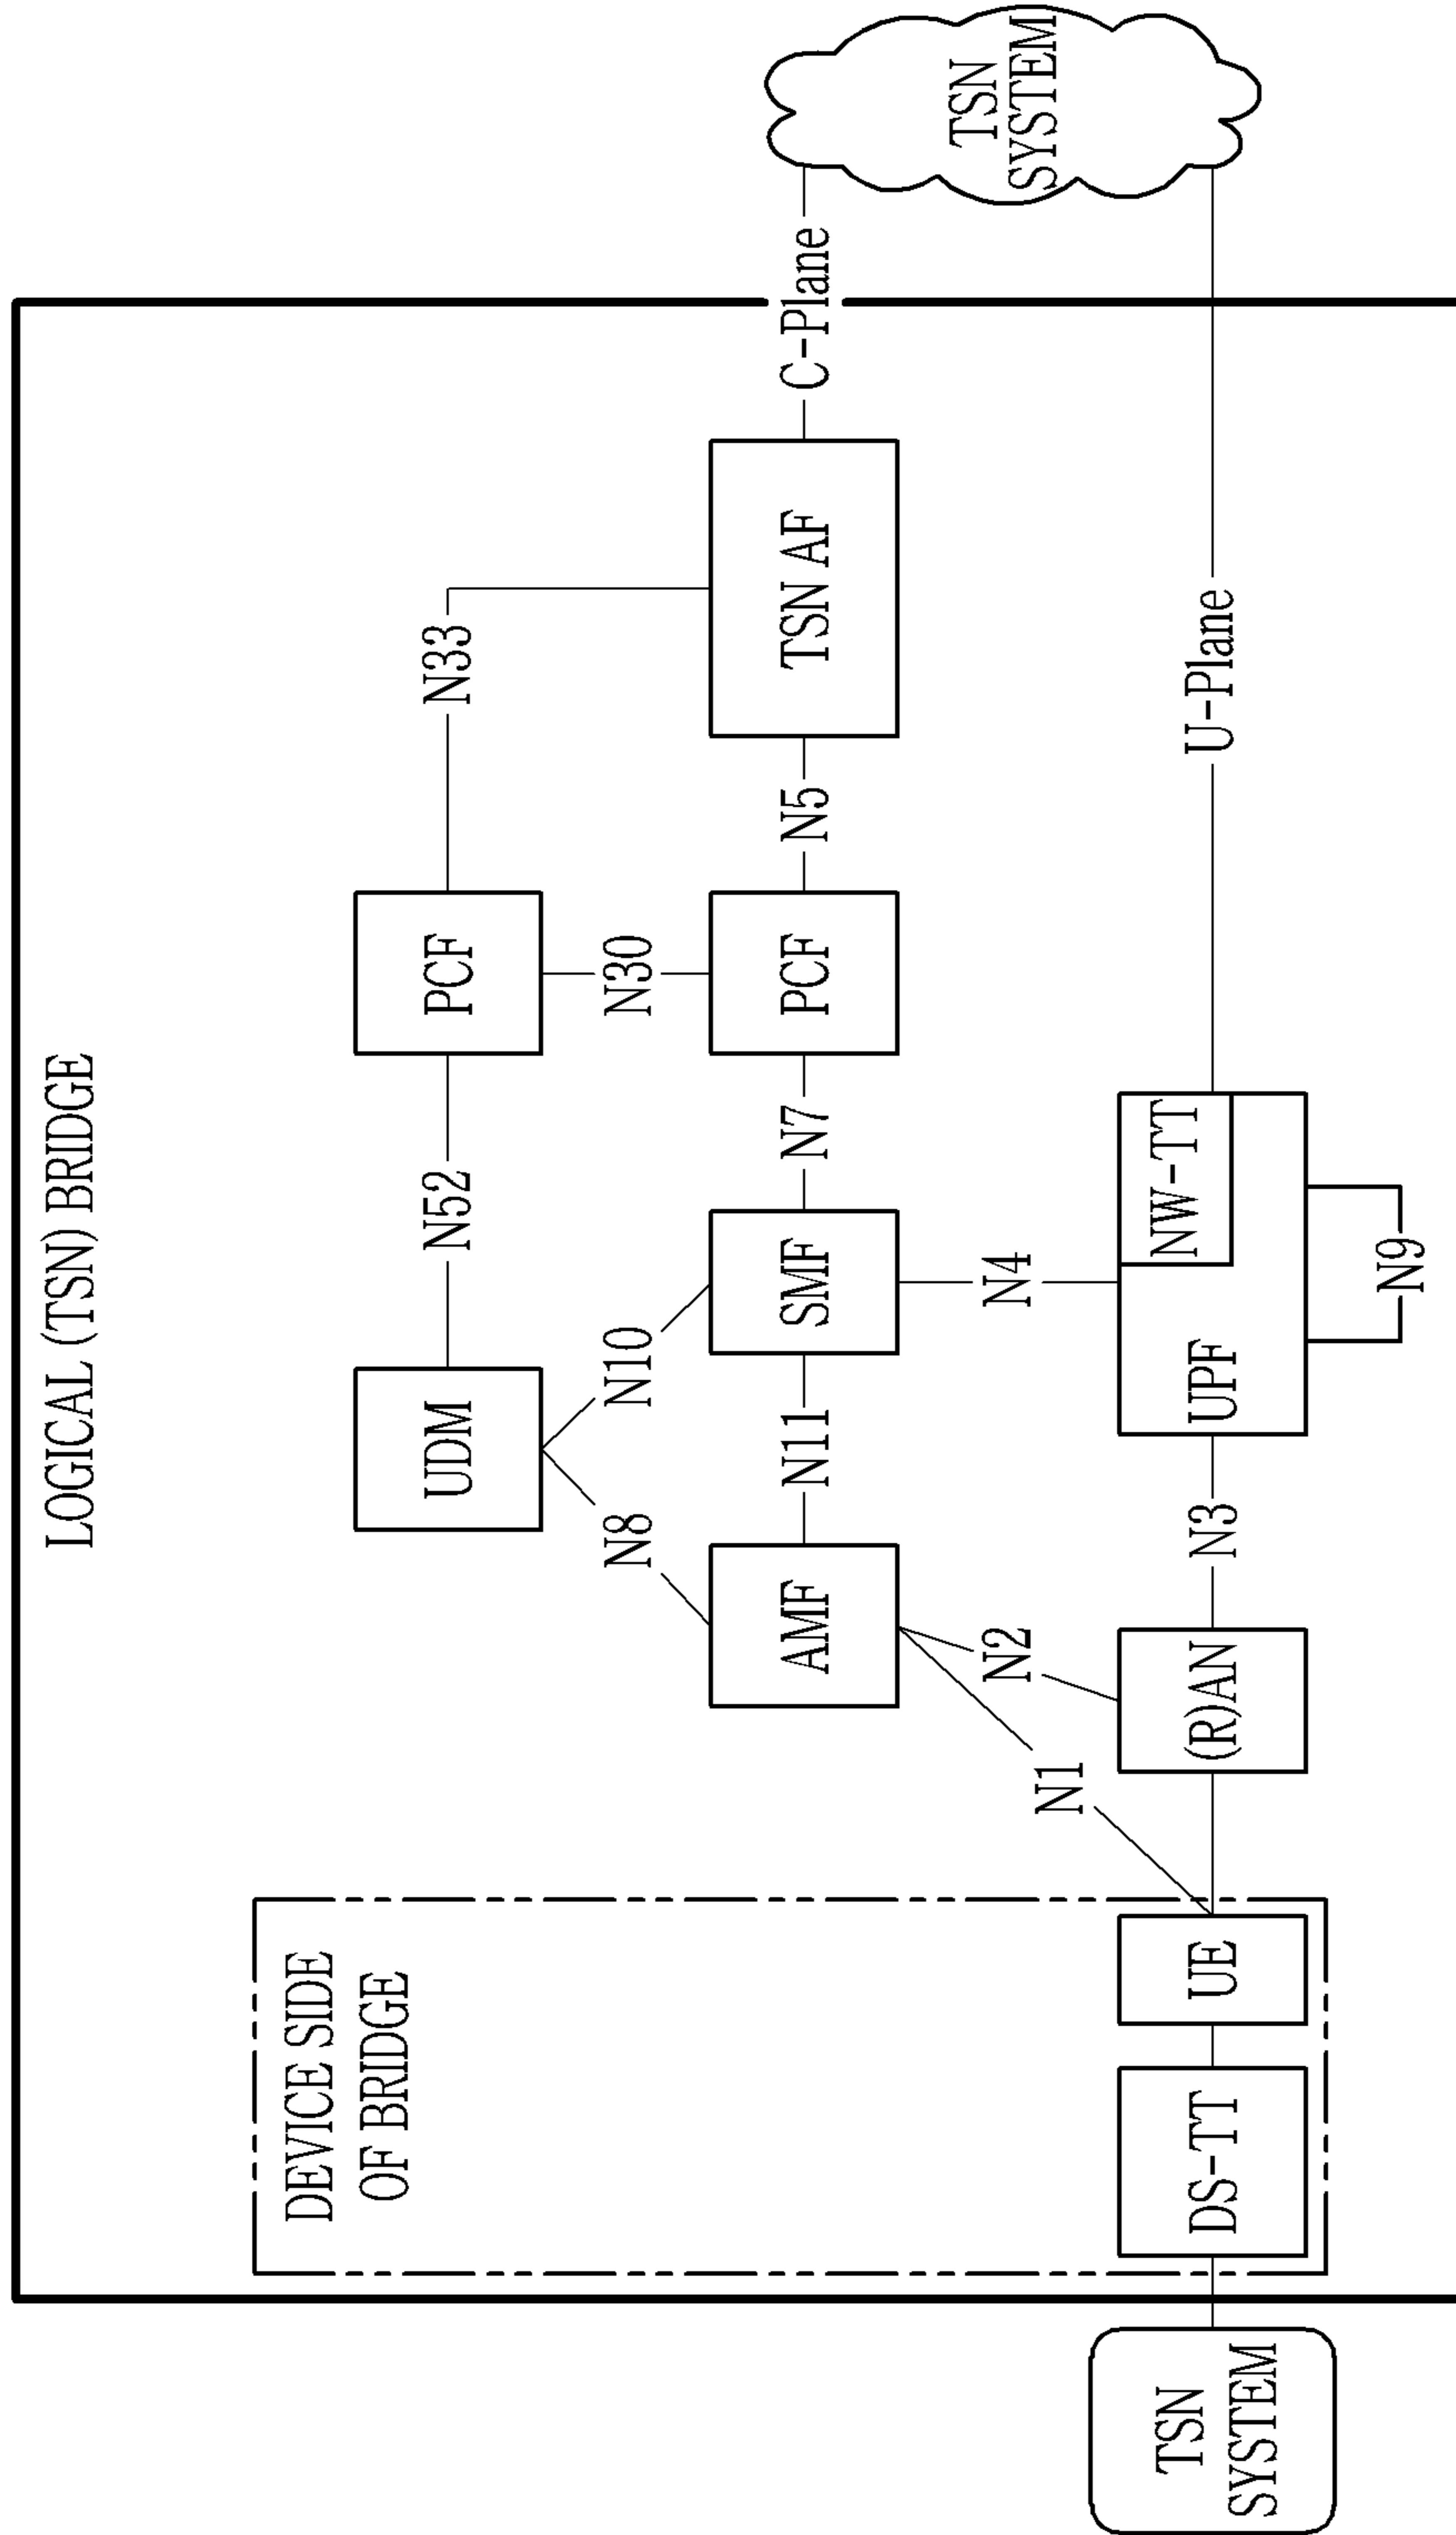 LOGICAL (TSN) BRIDGE
DEVICE SIDE
OF BRIDGE
UDM
N52
PCF
N33
N8
N10
N30
AMF
N11
SMF
N7
PCF
N5
TSN AF
C-Plane
TSN
SYSTEM
N1
N2
N4
TSN
SYSTEM
DS-TT
UE
(R)AN
N3
UPF
NW-TT
U-Plane
N9